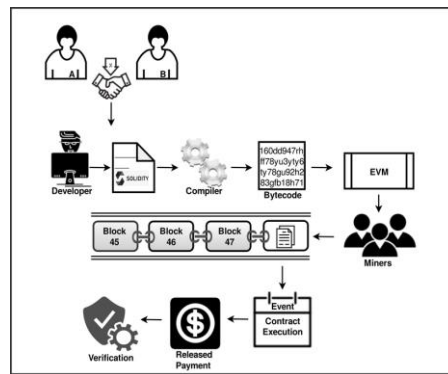 A
B
X
Developer
SOLIDITY
Compiler
160dd947rh
ff78yu3yty6
ty78gu92h2
83gfb18h71
Bytecode
EVM
Block
45
Block
46
Block
47
Miners
Event
Contract
Execution
Verification
Released
Payment